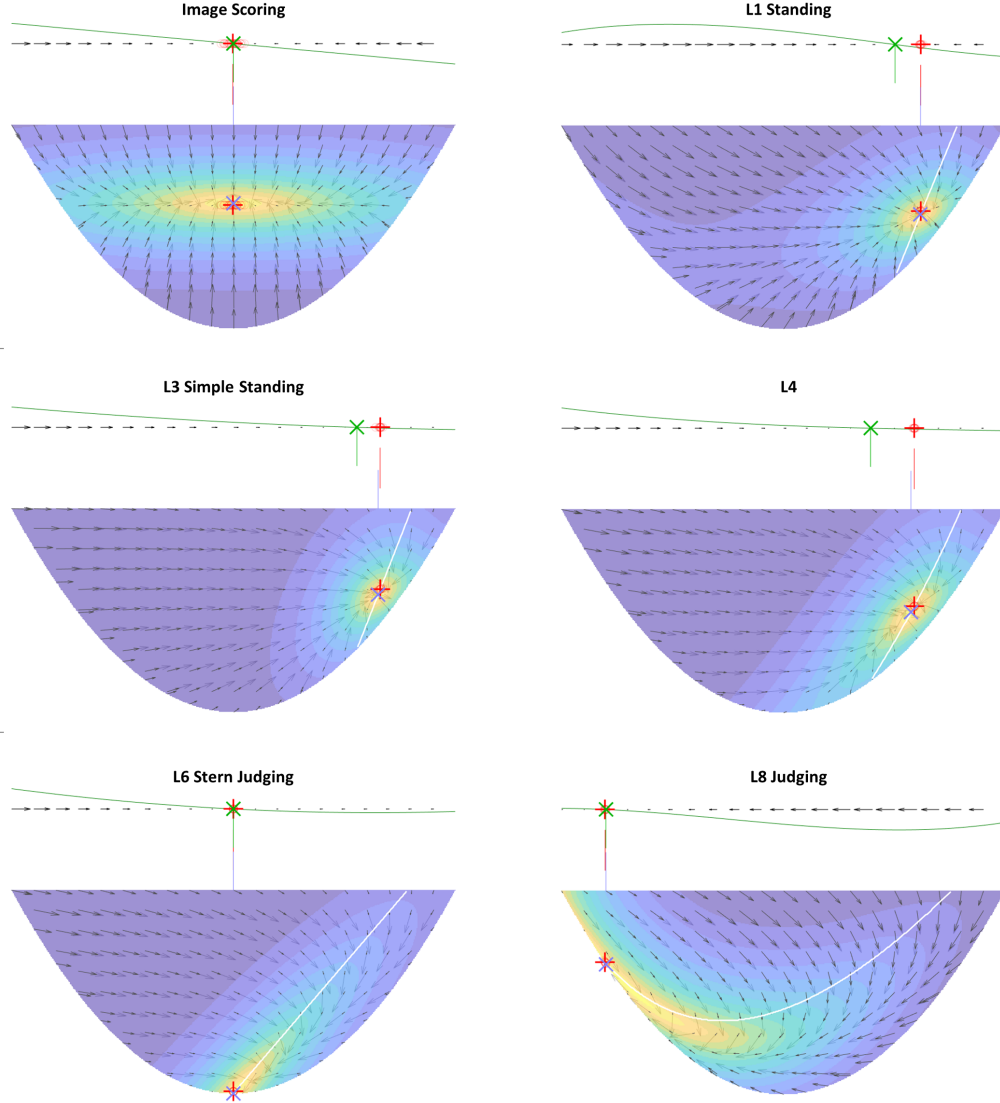 Image Scoring
L1 Standing
L3 Simple Standing
L4
L6 Stern Judging
L8 Judging